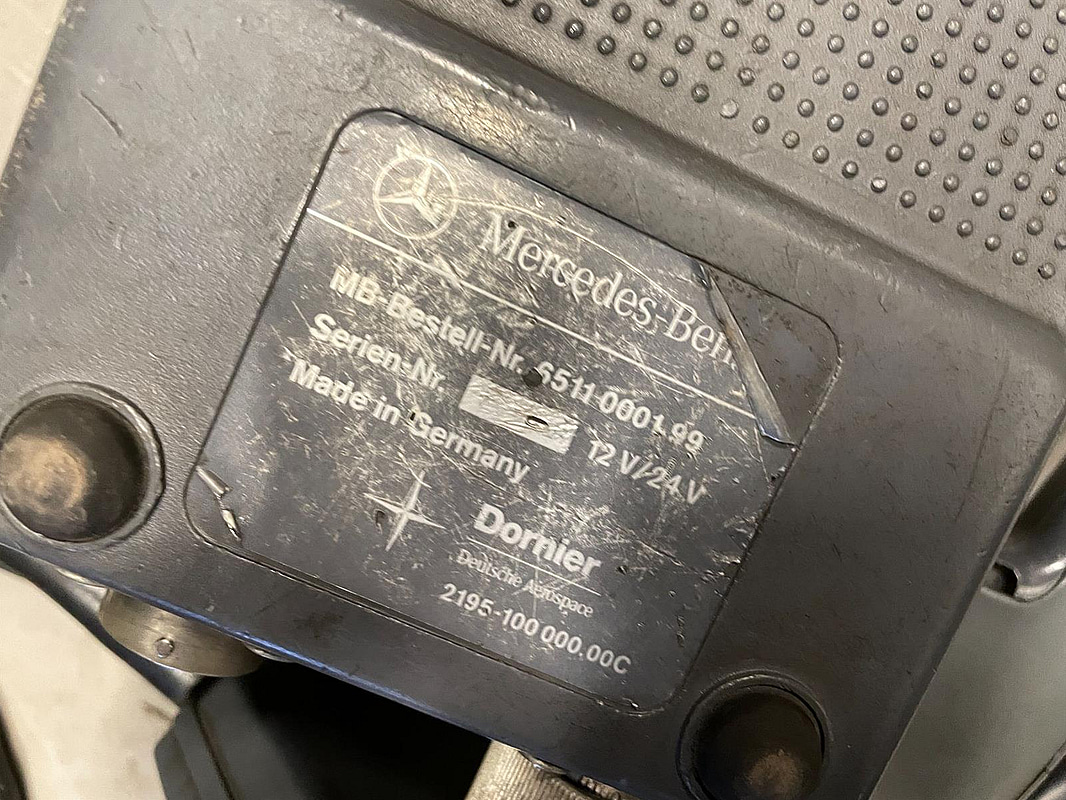 Mercedes-Ben
MB-Bestell-Nr. 6511 0001.99
Serien-Nr. 12 V/24 V
Made in Germany
Dornier
Deutsche Aerospace
2195-100 000.00C